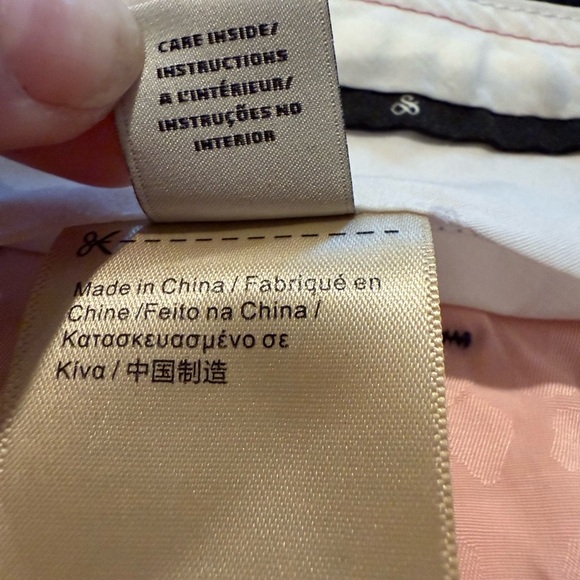 CARE INSIDE/
INSTRUCTIONS
A L'INTÉRIEUR/
INSTRUÇÕES NO
INTERIOR
Made in China / Fabriqué en
Chine /Feito na China /
Κατασκευασμένο σε
Κίνα / 中国制造